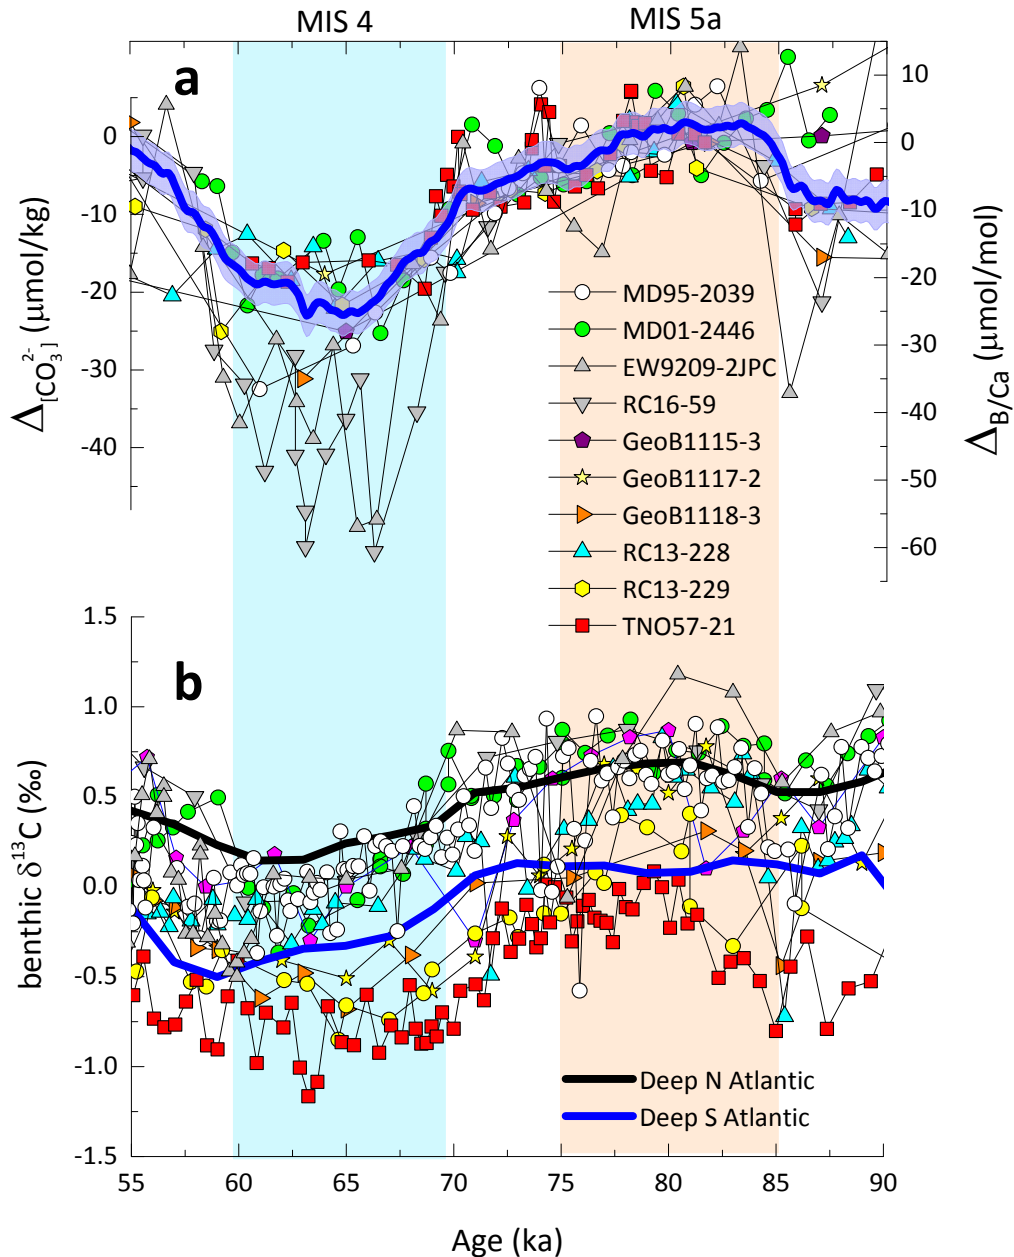 MIS 4
MIS 5a
a
10
0
-10
-20
-30
-40
-50
-60
0
-10
-20
-30
-40
Δ[CO₃²⁻] (μmol/kg)
ΔB/Ca (μmol/mol)
MD95-2039
MD01-2446
EW9209-2JPC
RC16-59
GeoB1115-3
GeoB1117-2
GeoB1118-3
RC13-228
RC13-229
TNO57-21
b
1.5
1.0
0.5
0.0
-0.5
-1.0
-1.5
benthic δ¹³C (‰)
Deep N Atlantic
Deep S Atlantic
55 60 65 70 75 80 85 90
Age (ka)